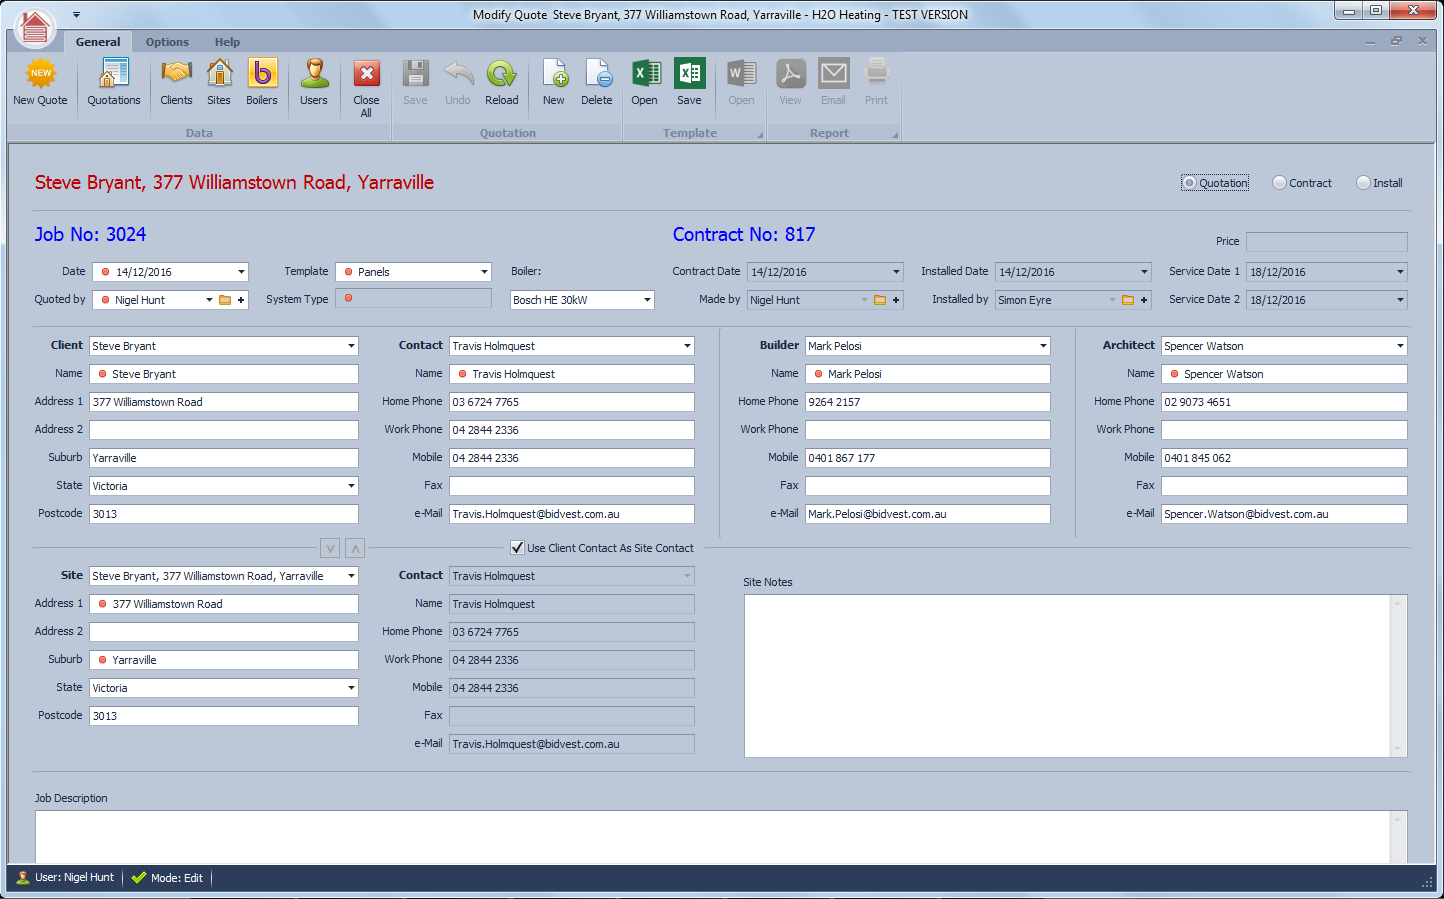 Modify Quote  Steve Bryant, 377 Williamstown Road, Yarraville - H2O Heating - TEST VERSION
General Options Help
NEW
New Quote Quotations Clients Sites Boilers Users Close All Save Undo Reload New Delete Open Save Open View Email Print
Data Quotation Template Report
Steve Bryant, 377 Williamstown Road, Yarraville
Quotation Contract Install
Job No: 3024 Contract No: 817
Price
Date 14/12/2016 Template Panels Boiler: Contract Date 14/12/2016 Installed Date 14/12/2016 Service Date 1 18/12/2016
Quoted by Nigel Hunt System Type Bosch HE 30kW Made by Nigel Hunt Installed by Simon Eyre Service Date 2 18/12/2016
Client Steve Bryant Contact Travis Holmquest Builder Mark Pelosi Architect Spencer Watson
Name Steve Bryant Name Travis Holmquest Name Mark Pelosi Name Spencer Watson
Address 1 377 Williamstown Road Home Phone 03 6724 7765 Home Phone 9264 2157 Home Phone 02 9073 4651
Address 2 Work Phone 04 2844 2336 Work Phone Work Phone
Suburb Yarraville Mobile 04 2844 2336 Mobile 0401 867 177 Mobile 0401 845 062
State Victoria Fax Fax Fax
Postcode 3013 e-Mail Travis.Holmquest@bidvest.com.au e-Mail Mark.Pelosi@bidvest.com.au e-Mail Spencer.Watson@bidvest.com.au
Use Client Contact As Site Contact
Site Steve Bryant, 377 Williamstown Road, Yarraville Contact Travis Holmquest
Site Notes
Address 1 377 Williamstown Road Name Travis Holmquest
Address 2 Home Phone 03 6724 7765
Suburb Yarraville Work Phone 04 2844 2336
State Victoria Mobile 04 2844 2336
Postcode 3013 Fax
e-Mail Travis.Holmquest@bidvest.com.au
Job Description
User: Nigel Hunt Mode: Edit